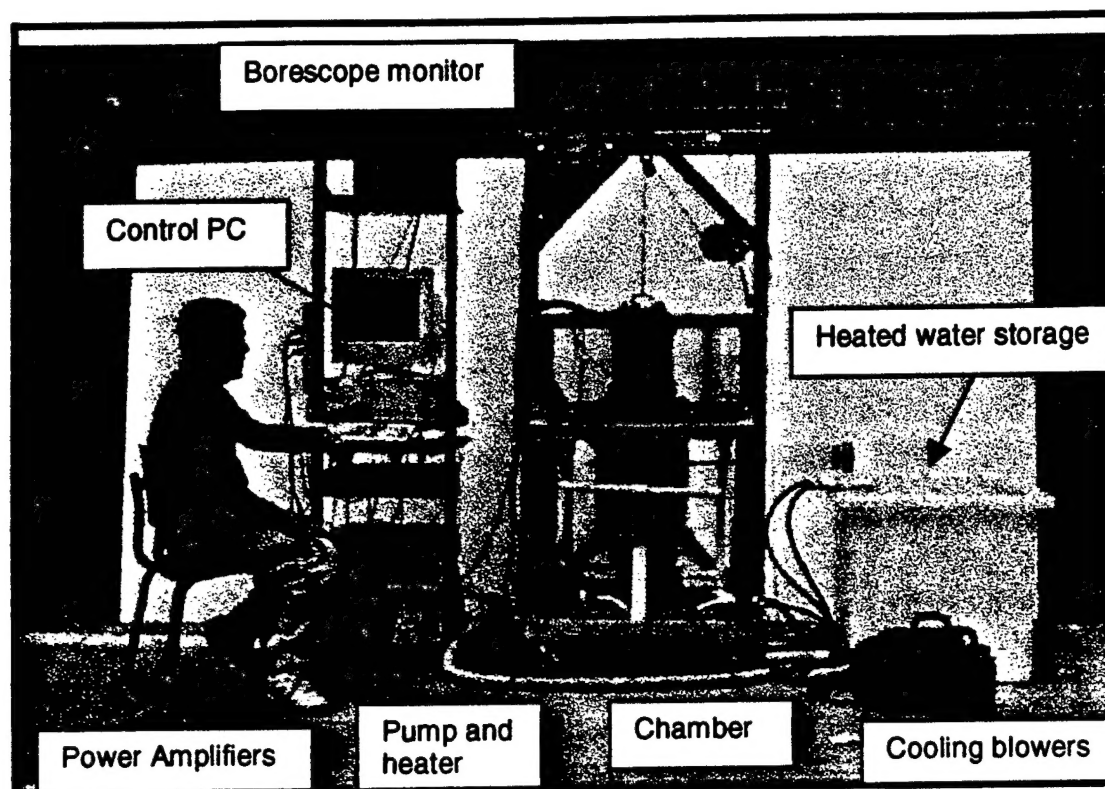 Borescope monitor
Control PC
Heated water storage
Power Amplifiers
Pump and
heater
Chamber
Cooling blowers